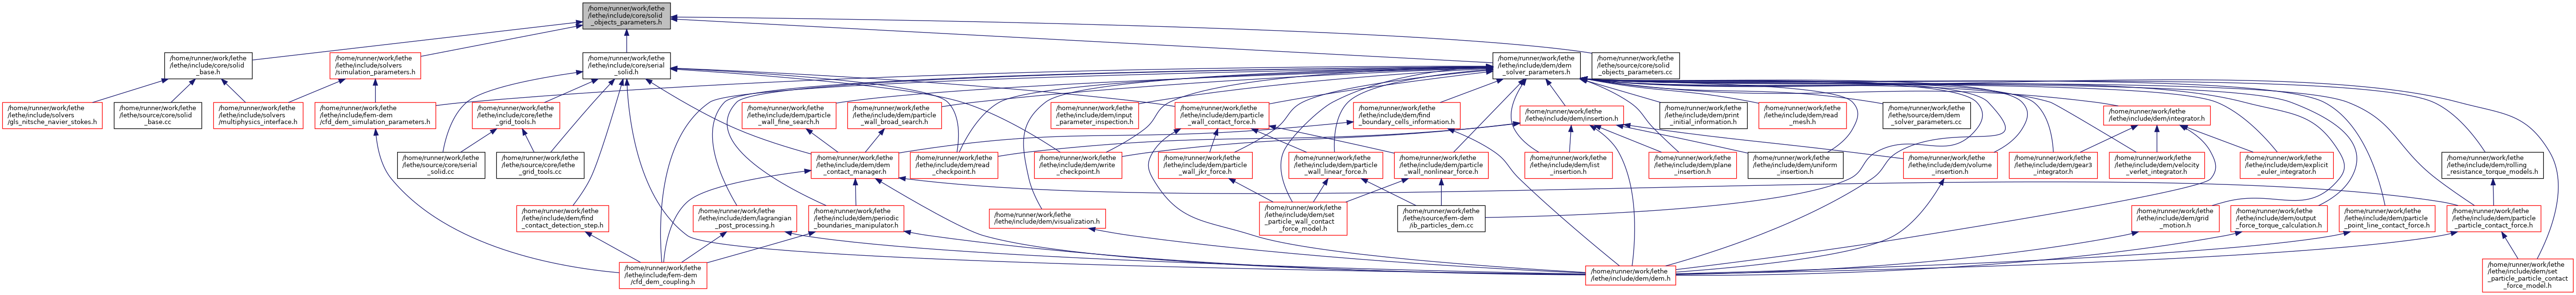 /home/runner/work/lethe
/lethe/include/core/solid
_objects_parameters.h
/home/runner/work/lethe
/lethe/include/core/solid
_base.h
/home/runner/work/lethe
/lethe/include/solvers
/simulation_parameters.h
/home/runner/work/lethe
/lethe/include/core/serial
_solid.h
/home/runner/work/lethe
/lethe/include/dem/dem
_solver_parameters.h
/home/runner/work/lethe
/lethe/source/core/solid
_objects_parameters.cc
/home/runner/work/lethe
/lethe/include/solvers
/gls_nitsche_navier_stokes.h
/home/runner/work/lethe
/lethe/source/core/solid
_base.cc
/home/runner/work/lethe
/lethe/include/solvers
/multiphysics_interface.h
/home/runner/work/lethe
/lethe/include/fem-dem
/cfd_dem_simulation_parameters.h
/home/runner/work/lethe
/lethe/include/core/lethe
_grid_tools.h
/home/runner/work/lethe
/lethe/include/dem/particle
_wall_fine_search.h
/home/runner/work/lethe
/lethe/include/dem/particle
_wall_broad_search.h
/home/runner/work/lethe
/lethe/include/dem/input
_parameter_inspection.h
/home/runner/work/lethe
/lethe/include/dem/particle
_wall_contact_force.h
/home/runner/work/lethe
/lethe/include/dem/find
_boundary_cells_information.h
/home/runner/work/lethe
/lethe/include/dem/insertion.h
/home/runner/work/lethe
/lethe/include/dem/print
_initial_information.h
/home/runner/work/lethe
/lethe/include/dem/read
_mesh.h
/home/runner/work/lethe
/lethe/source/dem/dem
_solver_parameters.cc
/home/runner/work/lethe
/lethe/include/dem/integrator.h
/home/runner/work/lethe
/lethe/source/core/serial
_solid.cc
/home/runner/work/lethe
/lethe/source/core/lethe
_grid_tools.cc
/home/runner/work/lethe
/lethe/include/dem/dem
_contact_manager.h
/home/runner/work/lethe
/lethe/include/dem/read
_checkpoint.h
/home/runner/work/lethe
/lethe/include/dem/write
_checkpoint.h
/home/runner/work/lethe
/lethe/include/dem/particle
_wall_jkr_force.h
/home/runner/work/lethe
/lethe/include/dem/particle
_wall_linear_force.h
/home/runner/work/lethe
/lethe/include/dem/particle
_wall_nonlinear_force.h
/home/runner/work/lethe
/lethe/include/dem/list
_insertion.h
/home/runner/work/lethe
/lethe/include/dem/plane
_insertion.h
/home/runner/work/lethe
/lethe/include/dem/uniform
_insertion.h
/home/runner/work/lethe
/lethe/include/dem/volume
_insertion.h
/home/runner/work/lethe
/lethe/include/dem/gear3
_integrator.h
/home/runner/work/lethe
/lethe/include/dem/velocity
_verlet_integrator.h
/home/runner/work/lethe
/lethe/include/dem/explicit
_euler_integrator.h
/home/runner/work/lethe
/lethe/include/dem/rolling
_resistance_torque_models.h
/home/runner/work/lethe
/lethe/include/dem/find
_contact_detection_step.h
/home/runner/work/lethe
/lethe/include/dem/lagrangian
_post_processing.h
/home/runner/work/lethe
/lethe/include/dem/periodic
_boundaries_manipulator.h
/home/runner/work/lethe
/lethe/include/dem/visualization.h
/home/runner/work/lethe
/lethe/include/dem/set
_particle_wall_contact
_force_model.h
/home/runner/work/lethe
/lethe/source/fem-dem
/ib_particles_dem.cc
/home/runner/work/lethe
/lethe/include/dem/grid
_motion.h
/home/runner/work/lethe
/lethe/include/dem/output
_force_torque_calculation.h
/home/runner/work/lethe
/lethe/include/dem/particle
_point_line_contact_force.h
/home/runner/work/lethe
/lethe/include/dem/particle
_particle_contact_force.h
/home/runner/work/lethe
/lethe/include/fem-dem
/cfd_dem_coupling.h
/home/runner/work/lethe
/lethe/include/dem/dem.h
/home/runner/work/lethe
/lethe/include/dem/set
_particle_particle_contact
_force_model.h